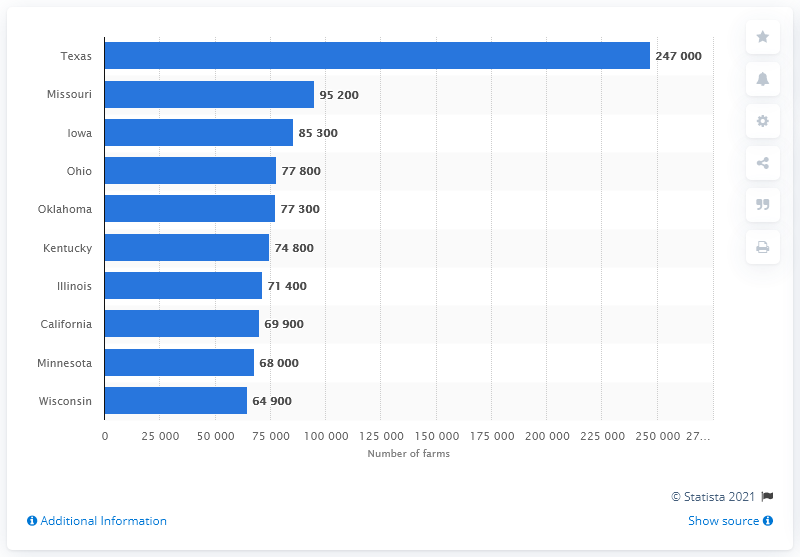 Texas 247 000
Missouri 95 200
Iowa 85 300
Ohio 77 800
Oklahoma 77 300
Kentucky 74 800
Illinois 71 400
California 69 900
Minnesota 68 000
Wisconsin 64 900
0 25 000 50 000 75 000 100 000 125 000 150 000 175 000 200 000 225 000 250 000 27...
Number of farms
© Statista 2021
Additional Information Show source